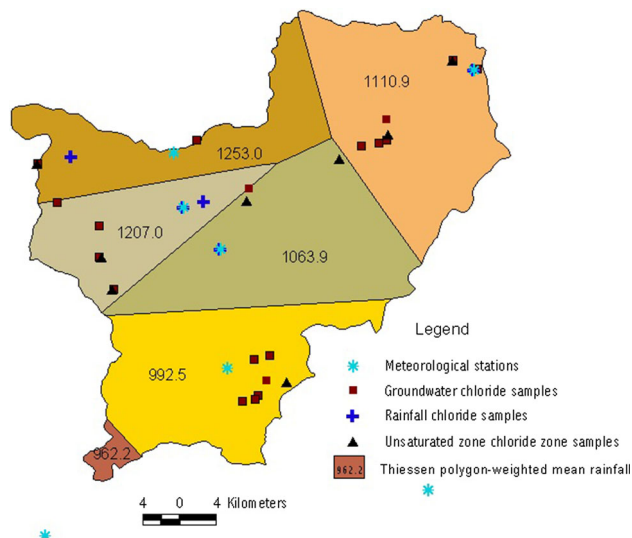 1110.9
1253.0
1207.0
1063.9
992.5
962.2
Legend
Meteorological stations
Groundwater chloride samples
Rainfall chloride samples
Unsaturated zone chloride zone samples
962.2 Thiessen polygon-weighted mean rainfall
4 0 4 Kilometers